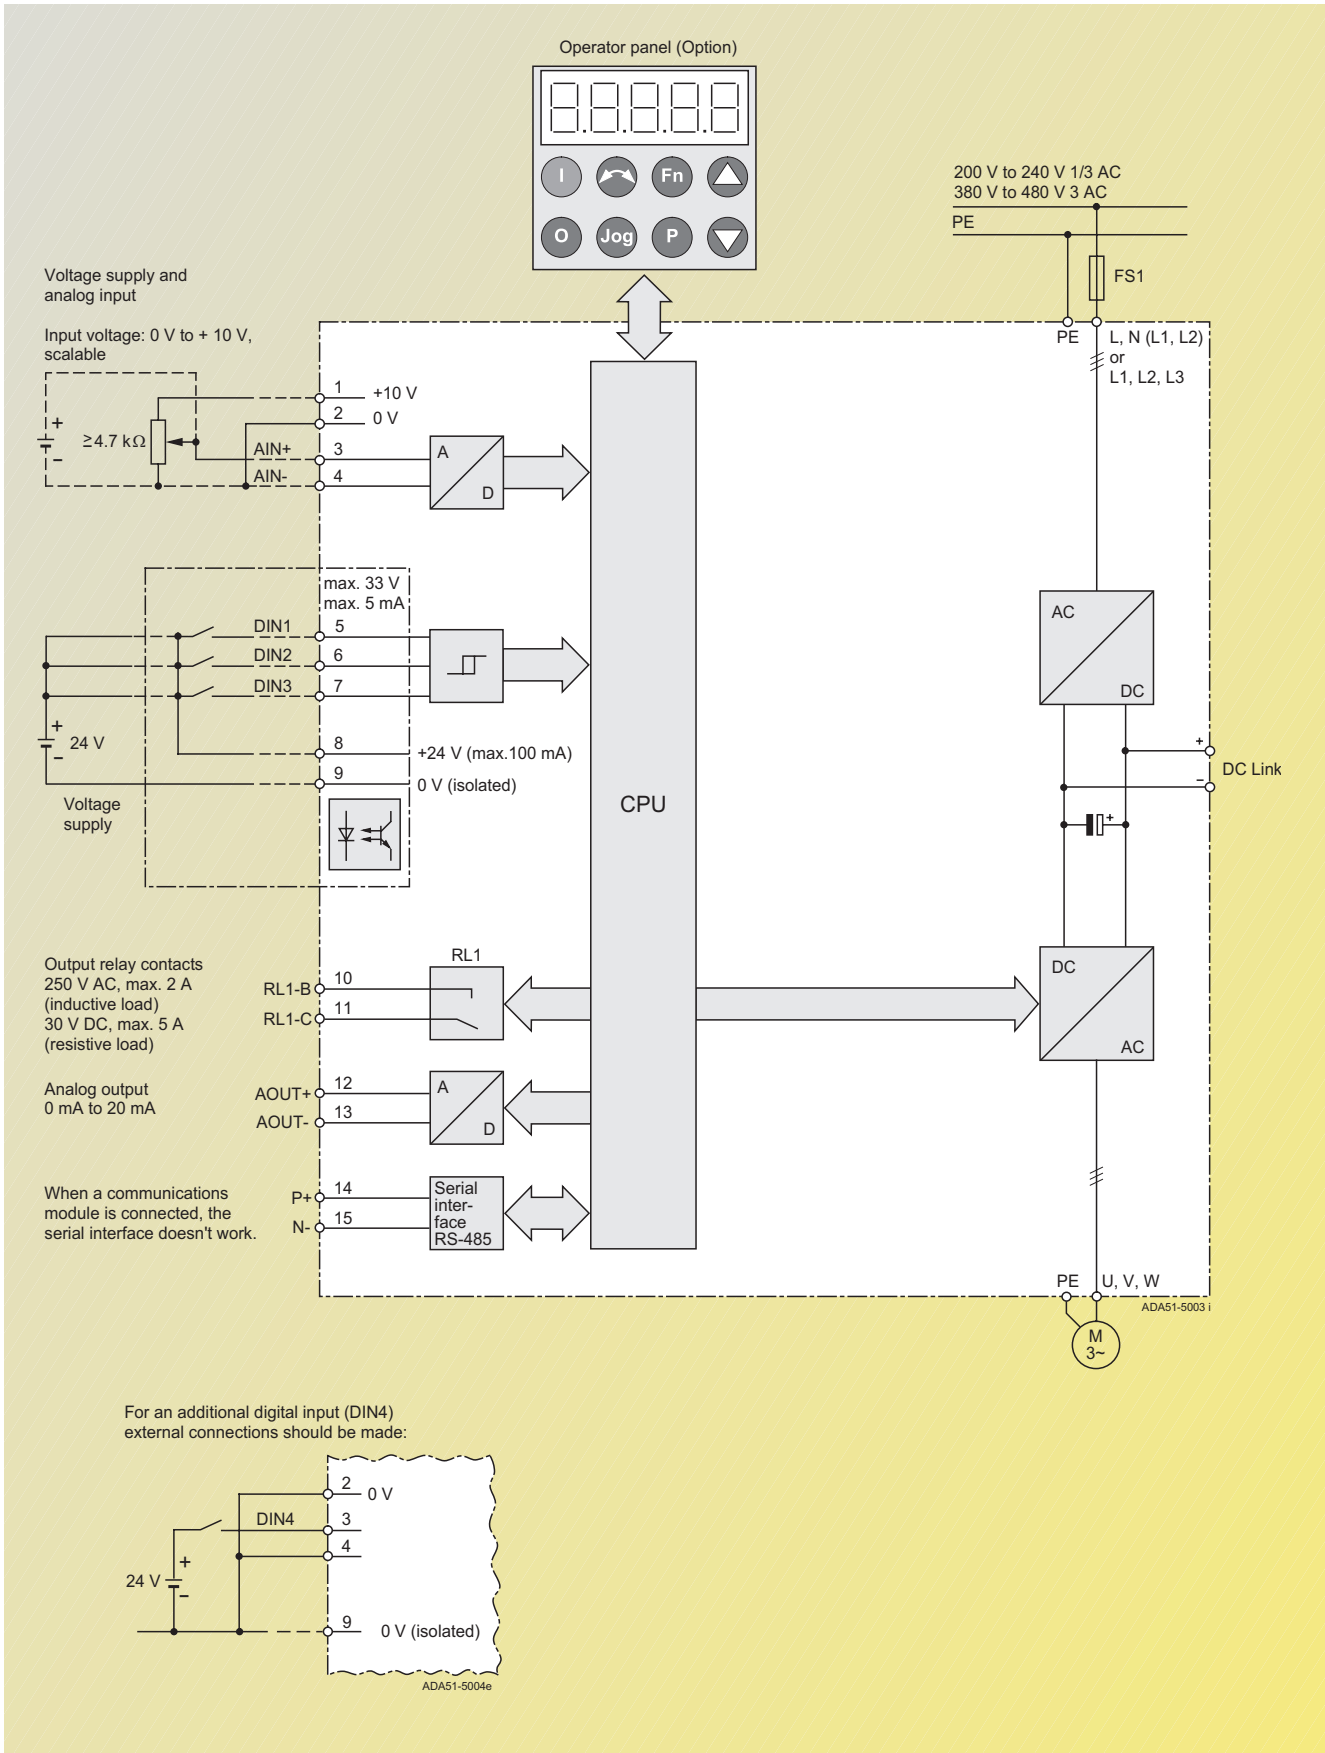 Operator panel (Option)
I
Fn
O
Jog
P
200 V to 240 V 1/3 AC
380 V to 480 V 3 AC
PE
FS1
Voltage supply and
analog input
Input voltage: 0 V to + 10 V,
scalable
PE
L, N (L1, L2)
or
L1, L2, L3
1
+10 V
2
0 V
+
≥4.7 kΩ
–
AIN+
3
AIN-
4
A
D
max. 33 V
max. 5 mA
DIN1
5
DIN2
6
DIN3
7
AC
DC
+
24 V
–
8
+24 V (max.100 mA)
9
0 V (isolated)
+
DC Link
–
Voltage
supply
CPU
+
Output relay contacts
250 V AC, max. 2 A
(inductive load)
30 V DC, max. 5 A
(resistive load)
RL1
RL1-B
10
RL1-C
11
DC
AC
Analog output
0 mA to 20 mA
AOUT+
12
AOUT-
13
A
D
When a communications
module is connected, the
serial interface doesn't work.
P+
14
N-
15
Serial
inter-
face
RS-485
PE
U, V, W
ADA51-5003 i
M
3~
For an additional digital input (DIN4)
external connections should be made:
2
0 V
DIN4
3
4
+
24 V
–
9
0 V (isolated)
ADA51-5004e